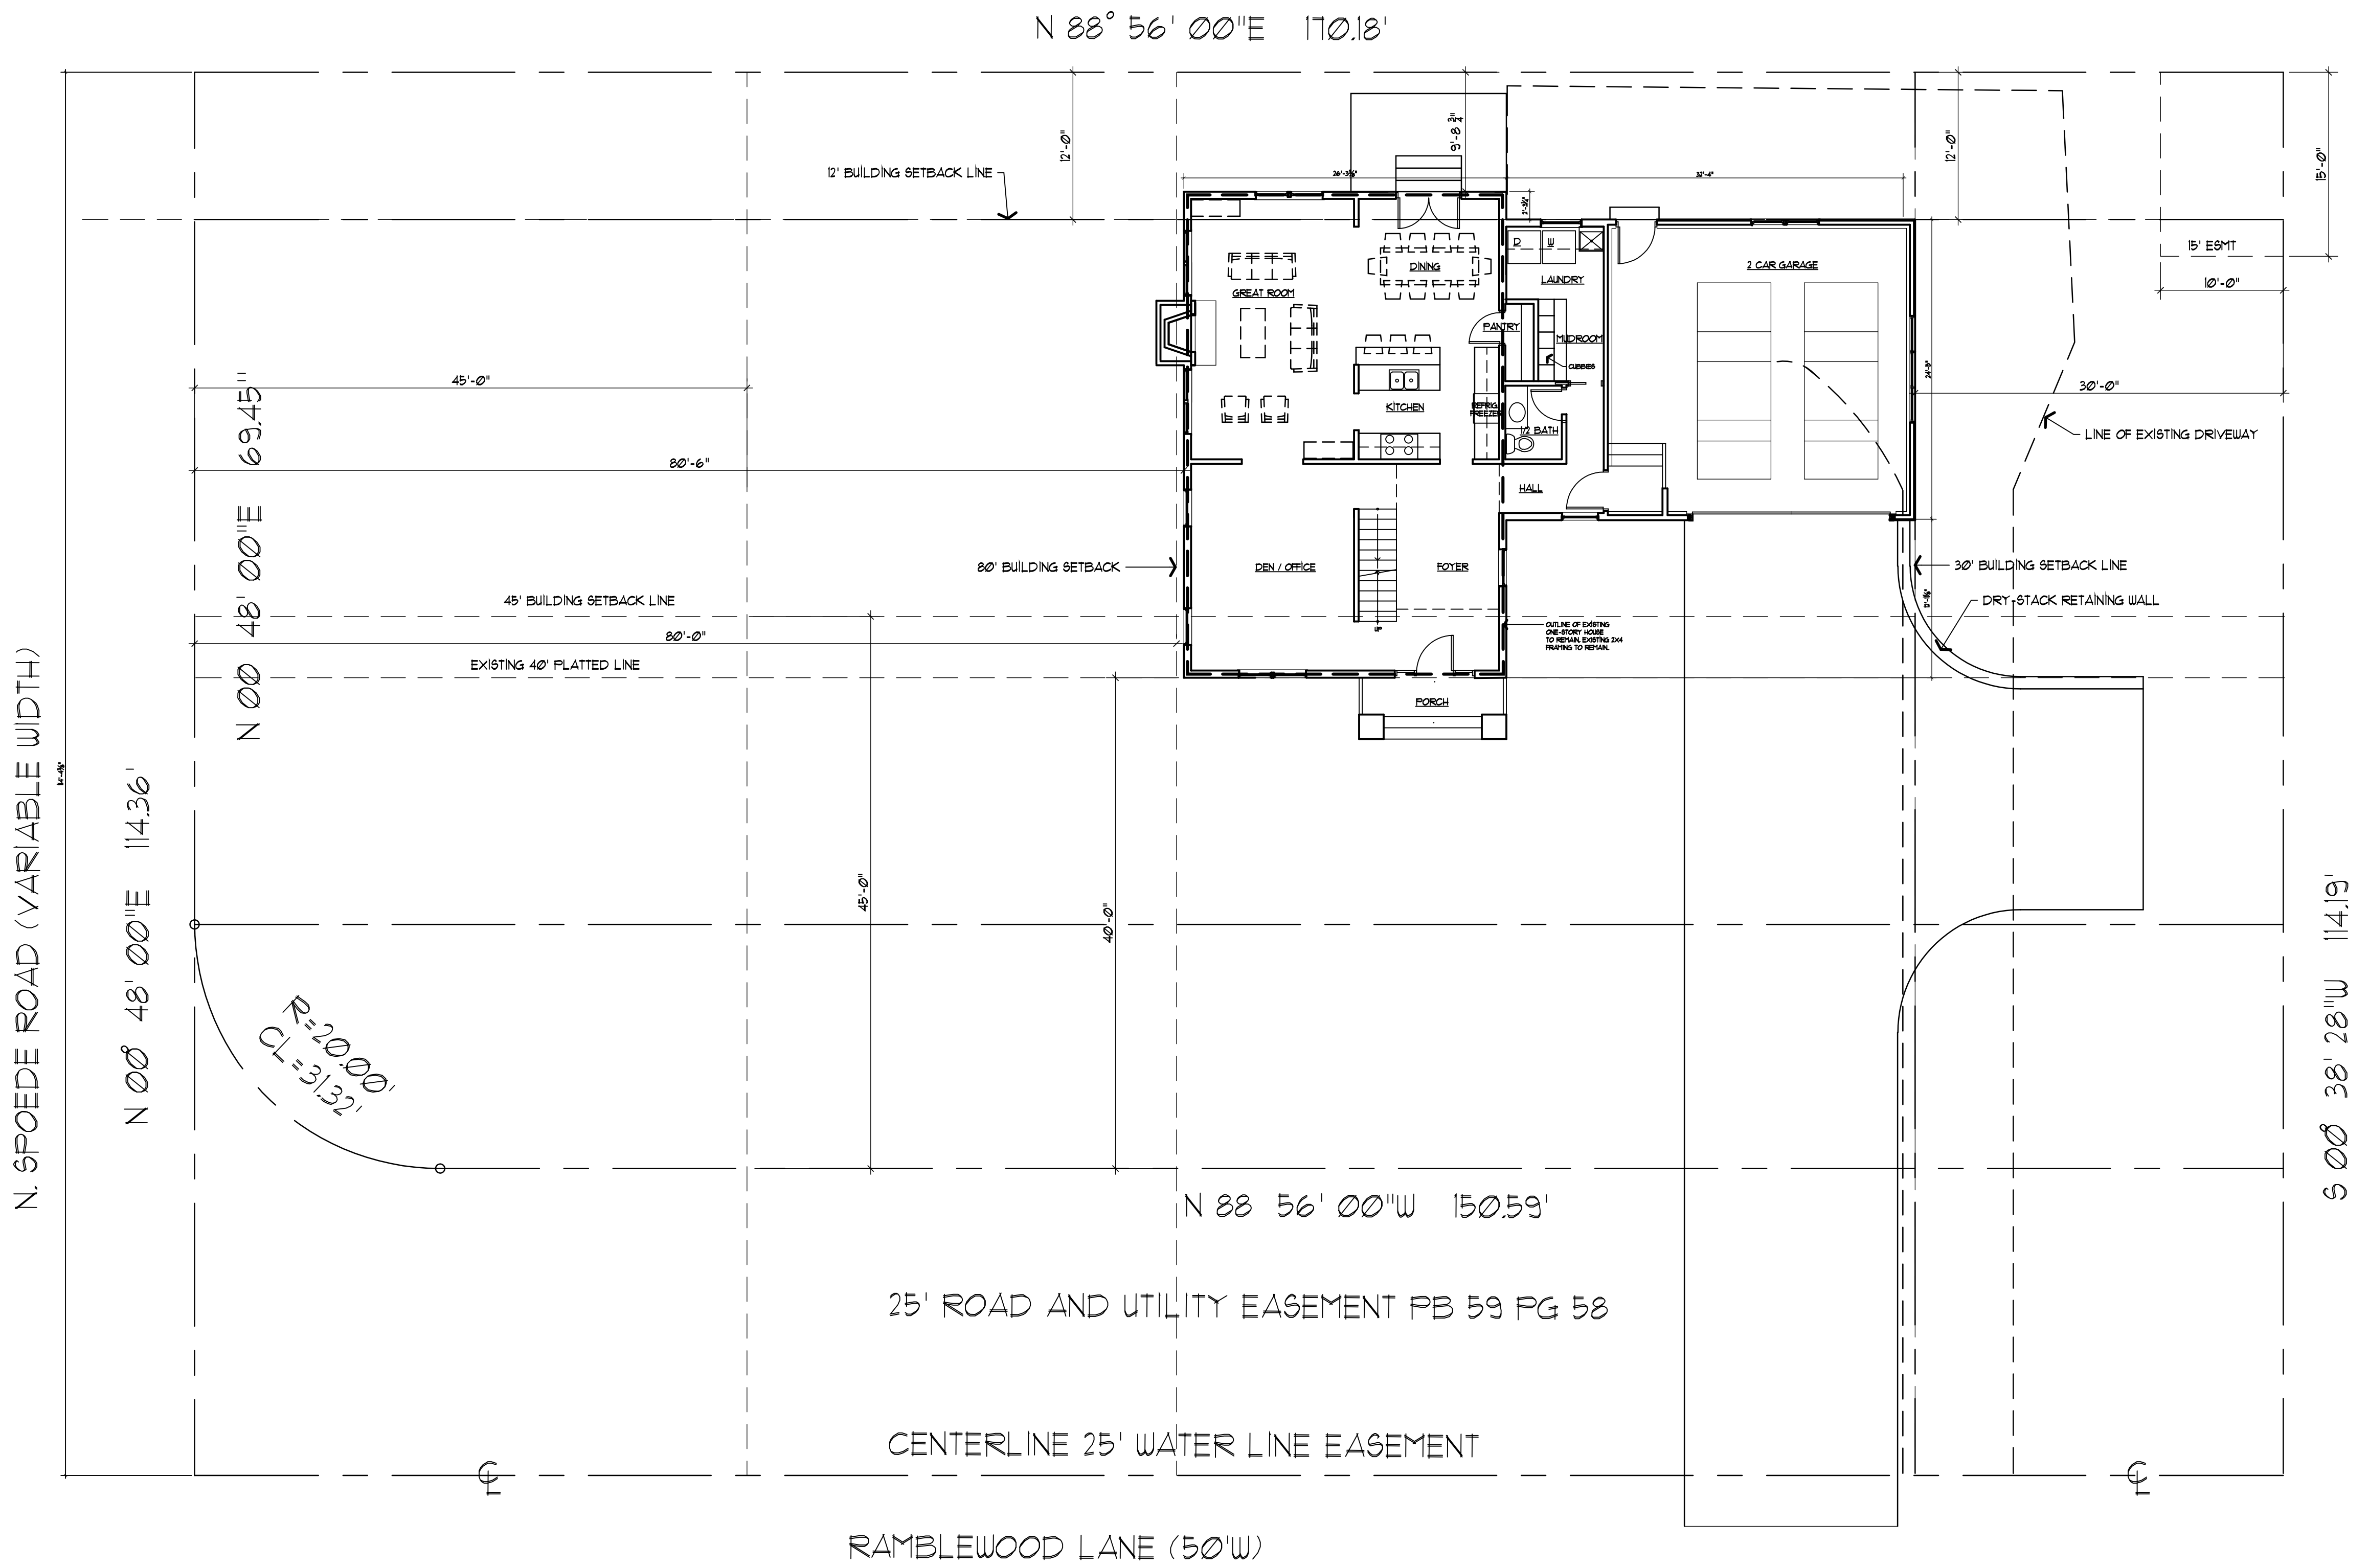 N 88° 56' 00"E 170.18'
12'-0"
9'-8 3/4"
12'-0"
15'-0"
12' BUILDING SETBACK LINE
32'-4"
15' ESMT
10'-0"
D W
2 CAR GARAGE
DINING
LAUNDRY
GREAT ROOM
PANTRY
MUDROOM
CUBBIES
45'-0"
30'-0"
KITCHEN
REFRIG.
FREEZER
1/2 BATH
LINE OF EXISTING DRIVEWAY
80'-6"
24'-5"
HALL
80' BUILDING SETBACK
DEN / OFFICE
FOYER
30' BUILDING SETBACK LINE
45' BUILDING SETBACK LINE
DRY-STACK RETAINING WALL
UP
80'-0"
OUTLINE OF EXISTING
ONE-STORY HOUSE
TO REMAIN. EXISTING 2X4
FRAMING TO REMAIN.
EXISTING 40' PLATTED LINE
PORCH
N 00 48' 00"E 69.45"
N 00° 48' 00"E 114.36'
N. SPOEDE ROAD (VARIABLE WIDTH)
45'-0"
40'-0"
R=20.00'
CL=31.32'
S 00° 38' 28"W 114.19'
N 88 56' 00"W 150.59'
25' ROAD AND UTILITY EASEMENT PB 59 PG 58
CENTERLINE 25' WATER LINE EASEMENT
CL
CL
RAMBLEWOOD LANE (50'W)